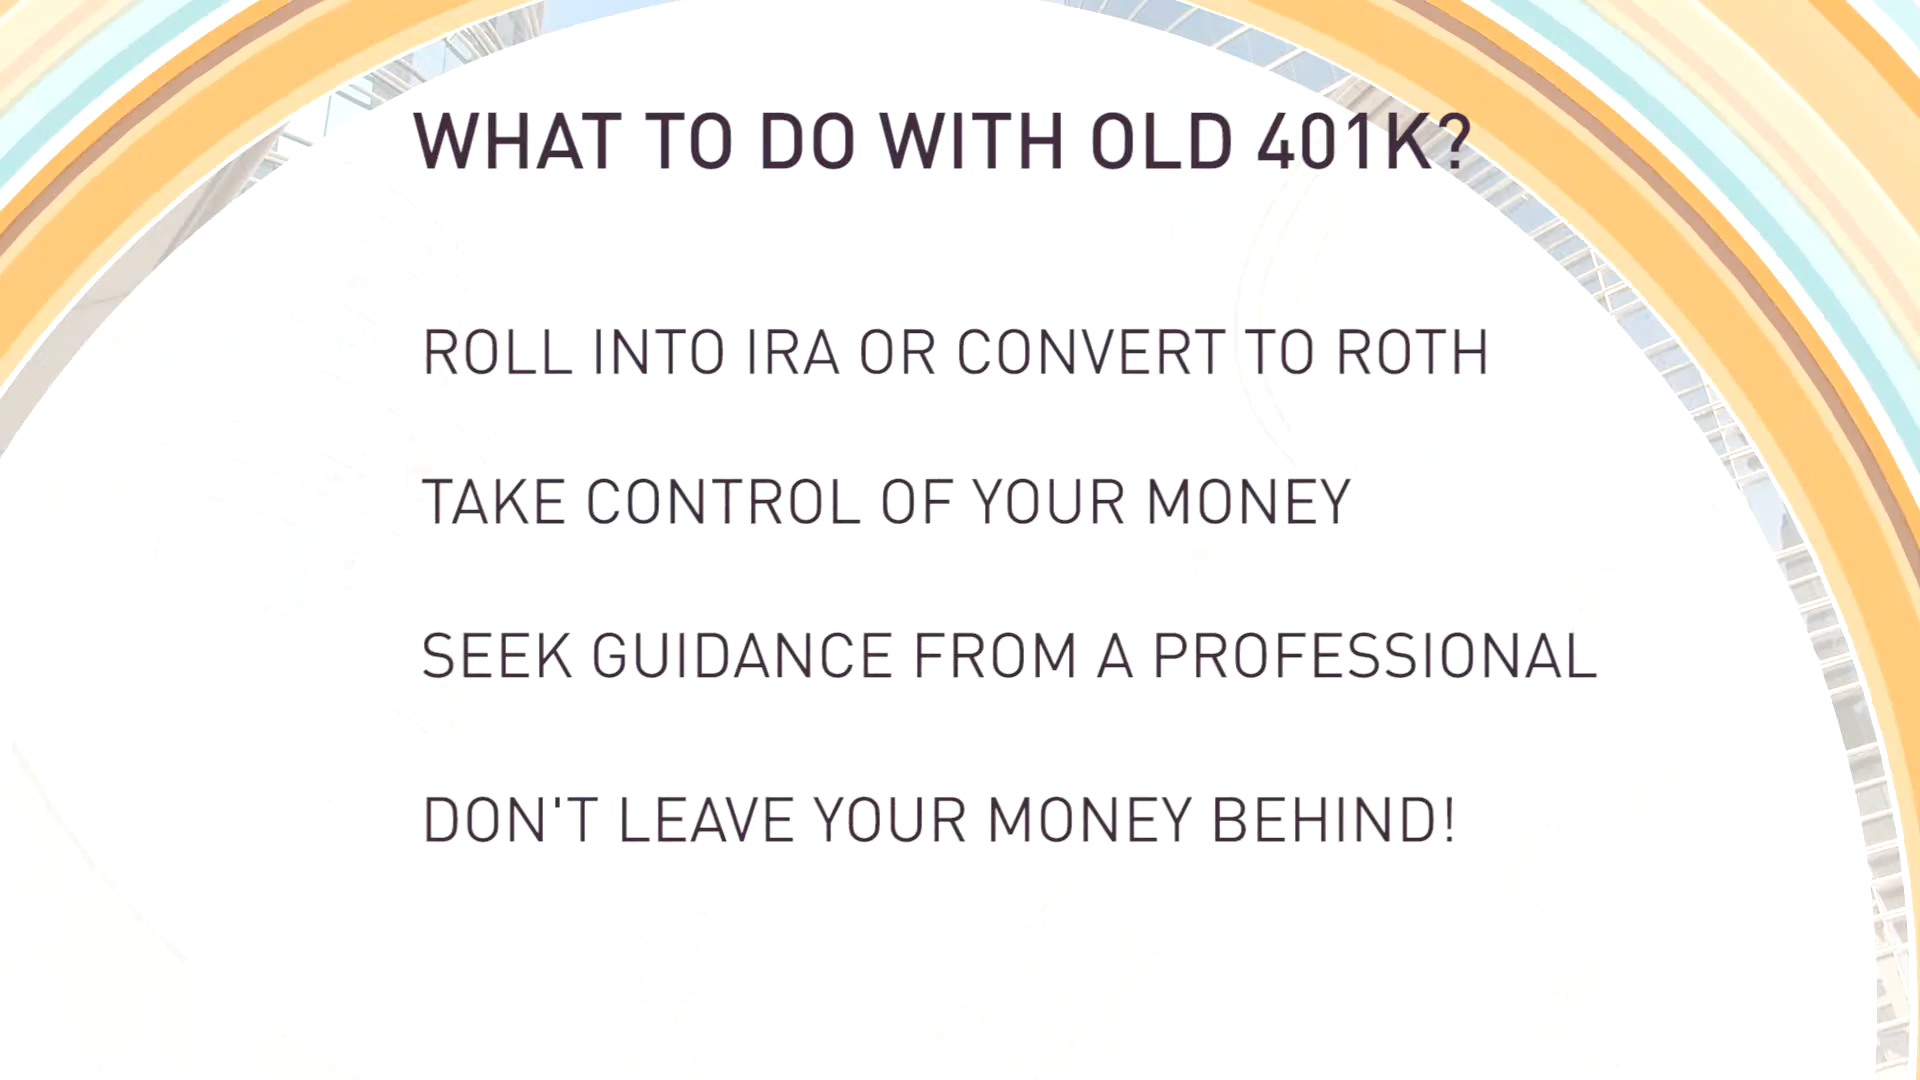 WHAT TO DO WITH OLD 401K?
ROLL INTO IRA OR CONVERT TO ROTH
TAKE CONTROL OF YOUR MONEY
SEEK GUIDANCE FROM A PROFESSIONAL
DON'T LEAVE YOUR MONEY BEHIND!